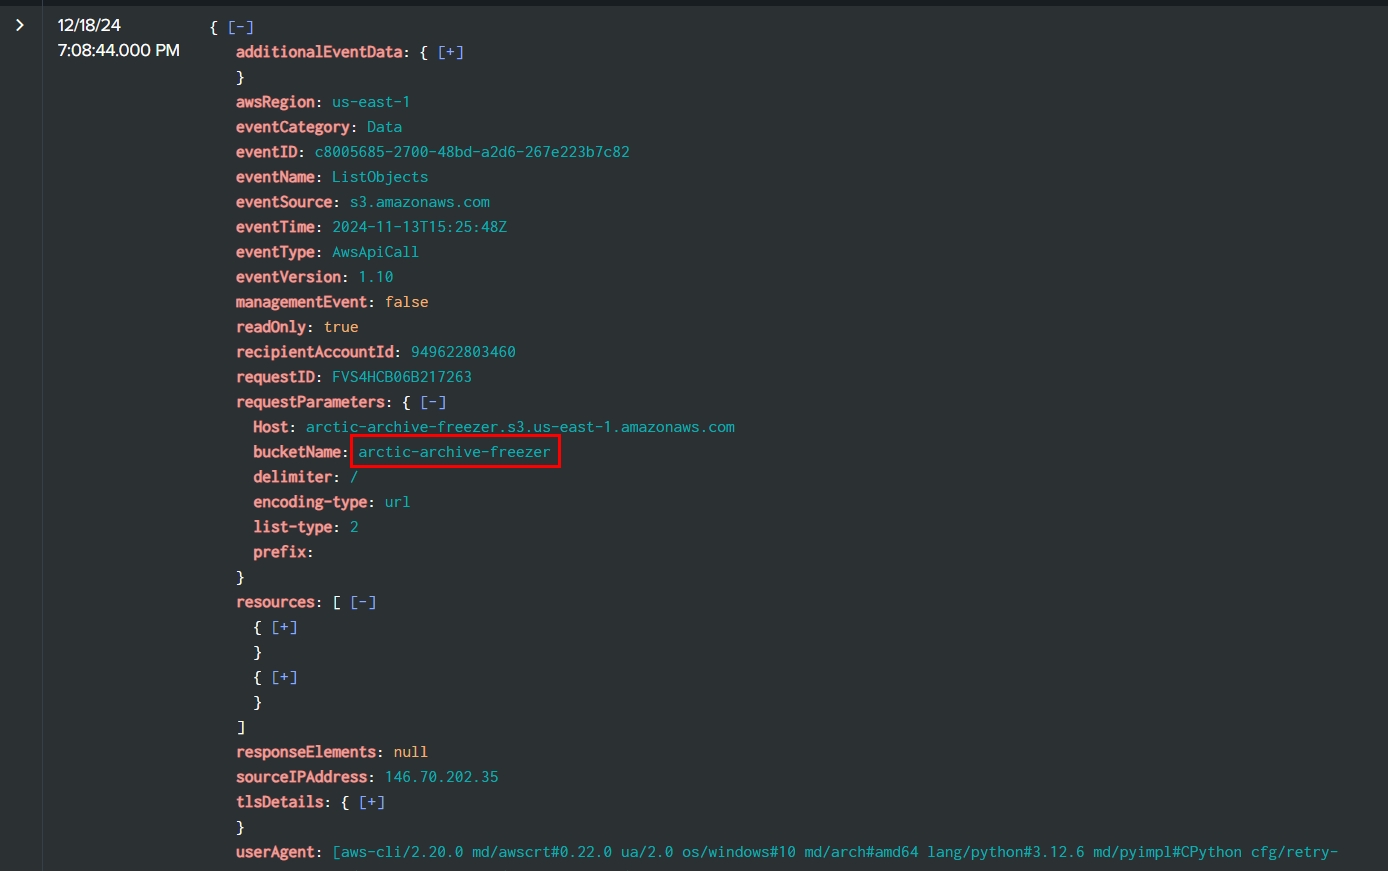 12/18/24
7:08:44.000 PM
{ [-]
additionalEventData: { [+]
}
awsRegion: us-east-1
eventCategory: Data
eventID: c8005685-2700-48bd-a2d6-267e223b7c82
eventName: ListObjects
eventSource: s3.amazonaws.com
eventTime: 2024-11-13T15:25:48Z
eventType: AwsApiCall
eventVersion: 1.10
managementEvent: false
readOnly: true
recipientAccountId: 949622803460
requestID: FVS4HCB06B217263
requestParameters: { [-]
Host: arctic-archive-freezer.s3.us-east-1.amazonaws.com
bucketName: arctic-archive-freezer
delimiter: /
encoding-type: url
list-type: 2
prefix:
}
resources: [ [-]
{ [+]
}
{ [+]
}
]
responseElements: null
sourceIPAddress: 146.70.202.35
tlsDetails: { [+]
}
userAgent: [aws-cli/2.20.0 md/awscrt#0.22.0 ua/2.0 os/windows#10 md/arch#amd64 lang/python#3.12.6 md/pyimpl#CPython cfg/retry-